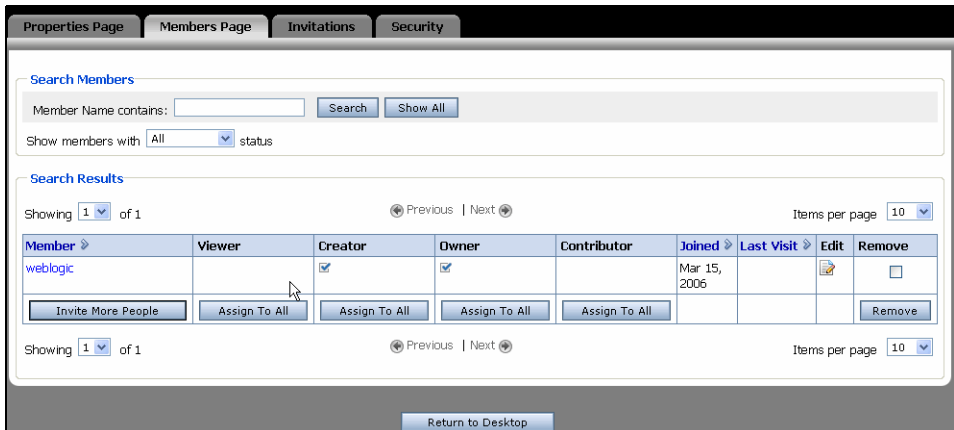 Properties Page Members Page Invitations Security
Search Members
Member Name contains: Search Show All
Show members with All status
Search Results
Showing 1 of 1 Previous | Next Items per page 10
Member Viewer Creator Owner Contributor Joined Last Visit Edit Remove
weblogic Mar 15,
2006
Invite More People Assign To All Assign To All Assign To All Assign To All Remove
Showing 1 of 1 Previous | Next Items per page 10
Return to Desktop